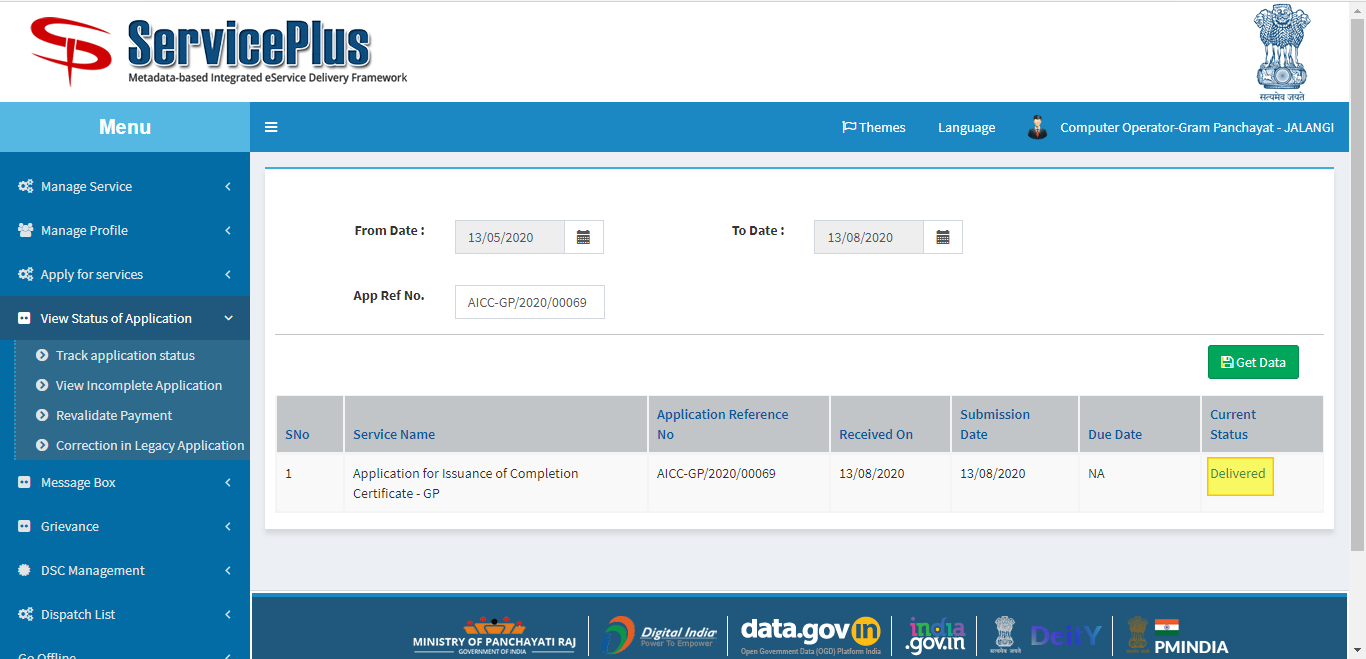 ServicePlus
Metadata-based Integrated eService Delivery Framework
सत्यमेव जयते
Menu
Themes
Language
Computer Operator-Gram Panchayat - JALANGI
Manage Service
Manage Profile
Apply for services
View Status of Application
Track application status
View Incomplete Application
Revalidate Payment
Correction in Legacy Application
Message Box
Grievance
DSC Management
Dispatch List
Go Offline
From Date :
13/05/2020
To Date :
13/08/2020
App Ref No.
AICC-GP/2020/00069
Get Data
SNo
Service Name
Application Reference
No
Received On
Submission
Date
Due Date
Current
Status
1
Application for Issuance of Completion
Certificate - GP
AICC-GP/2020/00069
13/08/2020
13/08/2020
NA
Delivered
MINISTRY OF PANCHAYATI RAJ
GOVERNMENT OF INDIA
Digital India
Power To Empower
data.gov in
Open Government Data (OGD) Platform India
india
.gov.in
सत्यमेव जयते
DeitY
PMINDIA